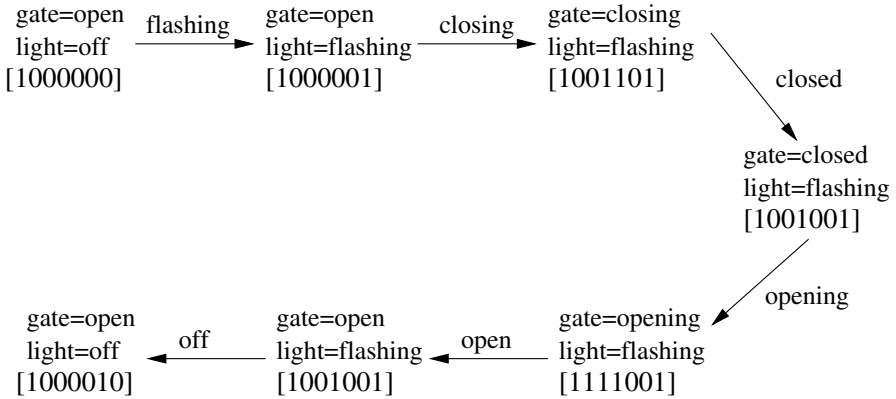 gate=open
light=off
[1000000]
flashing
gate=open
light=flashing
[1000001]
closing
gate=closing
light=flashing
[1001101]
closed
gate=closed
light=flashing
[1001001]
opening
gate=opening
light=flashing
[1111001]
open
gate=open
light=flashing
[1001001]
off
gate=open
light=off
[1000010]